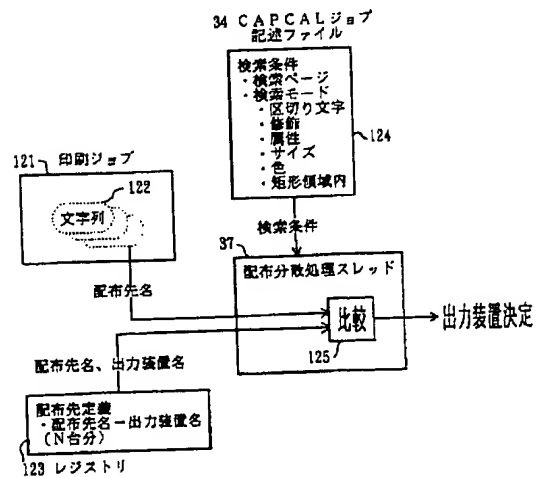 34 CAPCALジョブ
記述ファイル
検索条件
・検索ページ
・検索モード
・区切り文字
・修飾
・属性
・サイズ
・色
・矩形領域内
124
121 印刷ジョブ
122
文字列
検索条件
37
配布分散処理スレッド
配布先名
比較
出力装置決定
125
配布先名、出力装置名
配布先定義
・配布先名－出力装置名
(N台分)
123 レジストリ